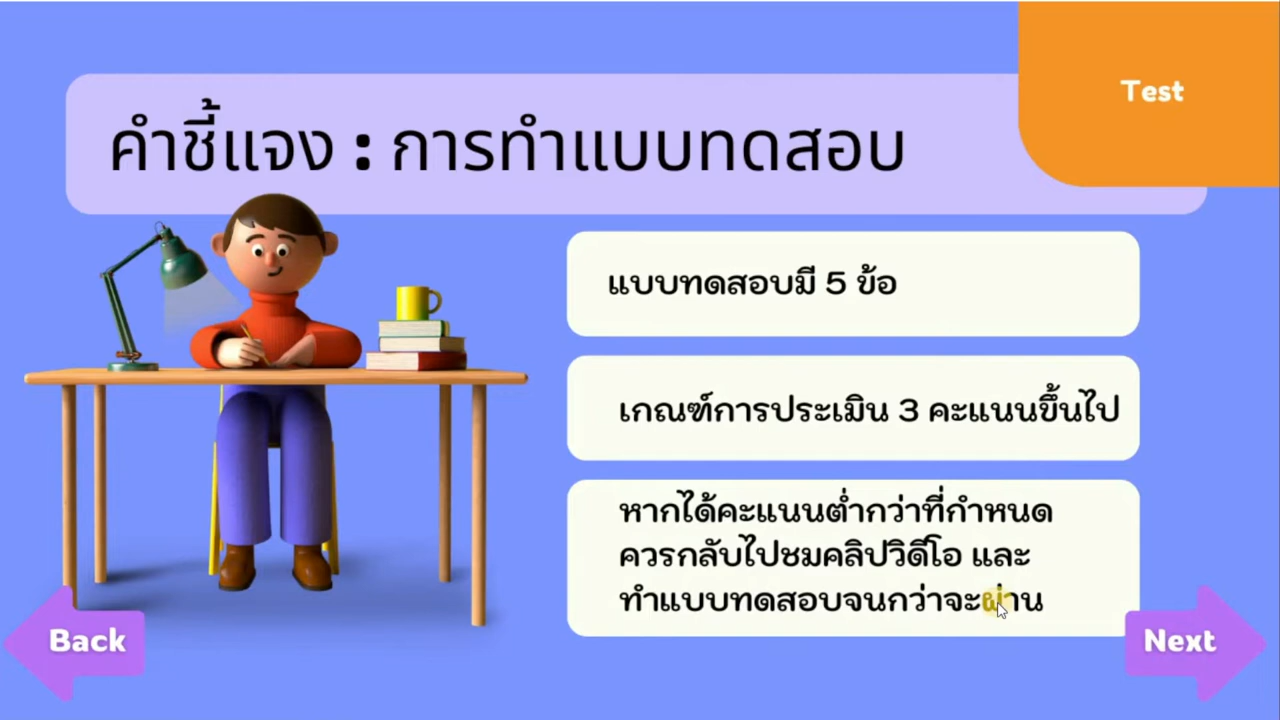 Test
คำชี้แจง : การทำแบบทดสอบ
แบบทดสอบมี 5 ข้อ
เกณฑ์การประเมิน 3 คะแนนขึ้นไป
หากได้คะแนนต่ำกว่าที่กำหนด
ควรกลับไปชมคลิปวิดีโอ และ
ทำแบบทดสอบจนกว่าจะผ่าน
Back
Next